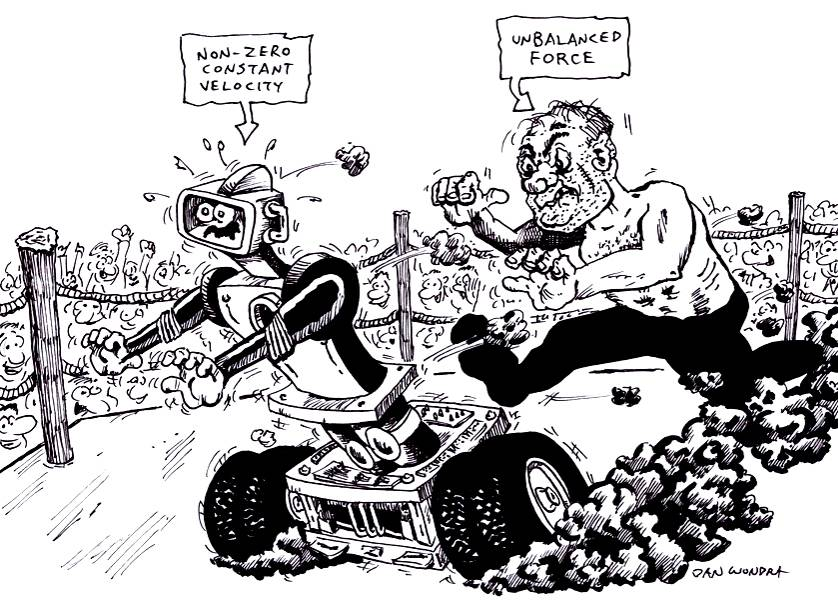 NON-ZERO
CONSTANT
VELOCITY
UNBALANCED
FORCE
DAN WONDRA